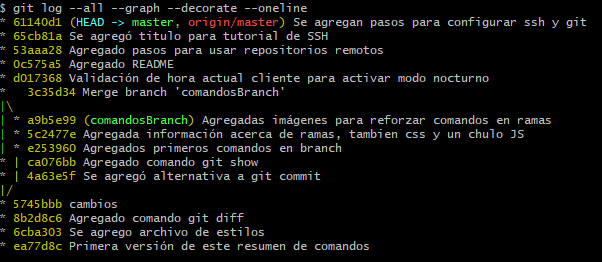 $ git log --all --graph --decorate --oneline
* 61140d1 (HEAD -> master, origin/master) Se agregan pasos para configurar ssh y git
* 65cb81a Se agregó titulo para tutorial de SSH
* 53aaa28 Agregado pasos para usar repositorios remotos
* 0c575a5 Agregado README
* d017368 Validación de hora actual cliente para activar modo nocturno
*   3c35d34 Merge branch 'comandosBranch'
|\
| * a9b5e99 (comandosBranch) Agregadas imágenes para reforzar comandos en ramas
| * 5c2477e Agregada información acerca de ramas, tambien css y un chulo JS
| * e253960 Agregados primeros comandos en branch
* | ca076bb Agregado comando git show
* | 4a63e5f Se agregó alternativa a git commit
|/
* 5745bbb cambios
* 8b2d8c6 Agregado comando git diff
* 6cba303 Se agrego archivo de estilos
* ea77d8c Primera versión de este resumen de comandos